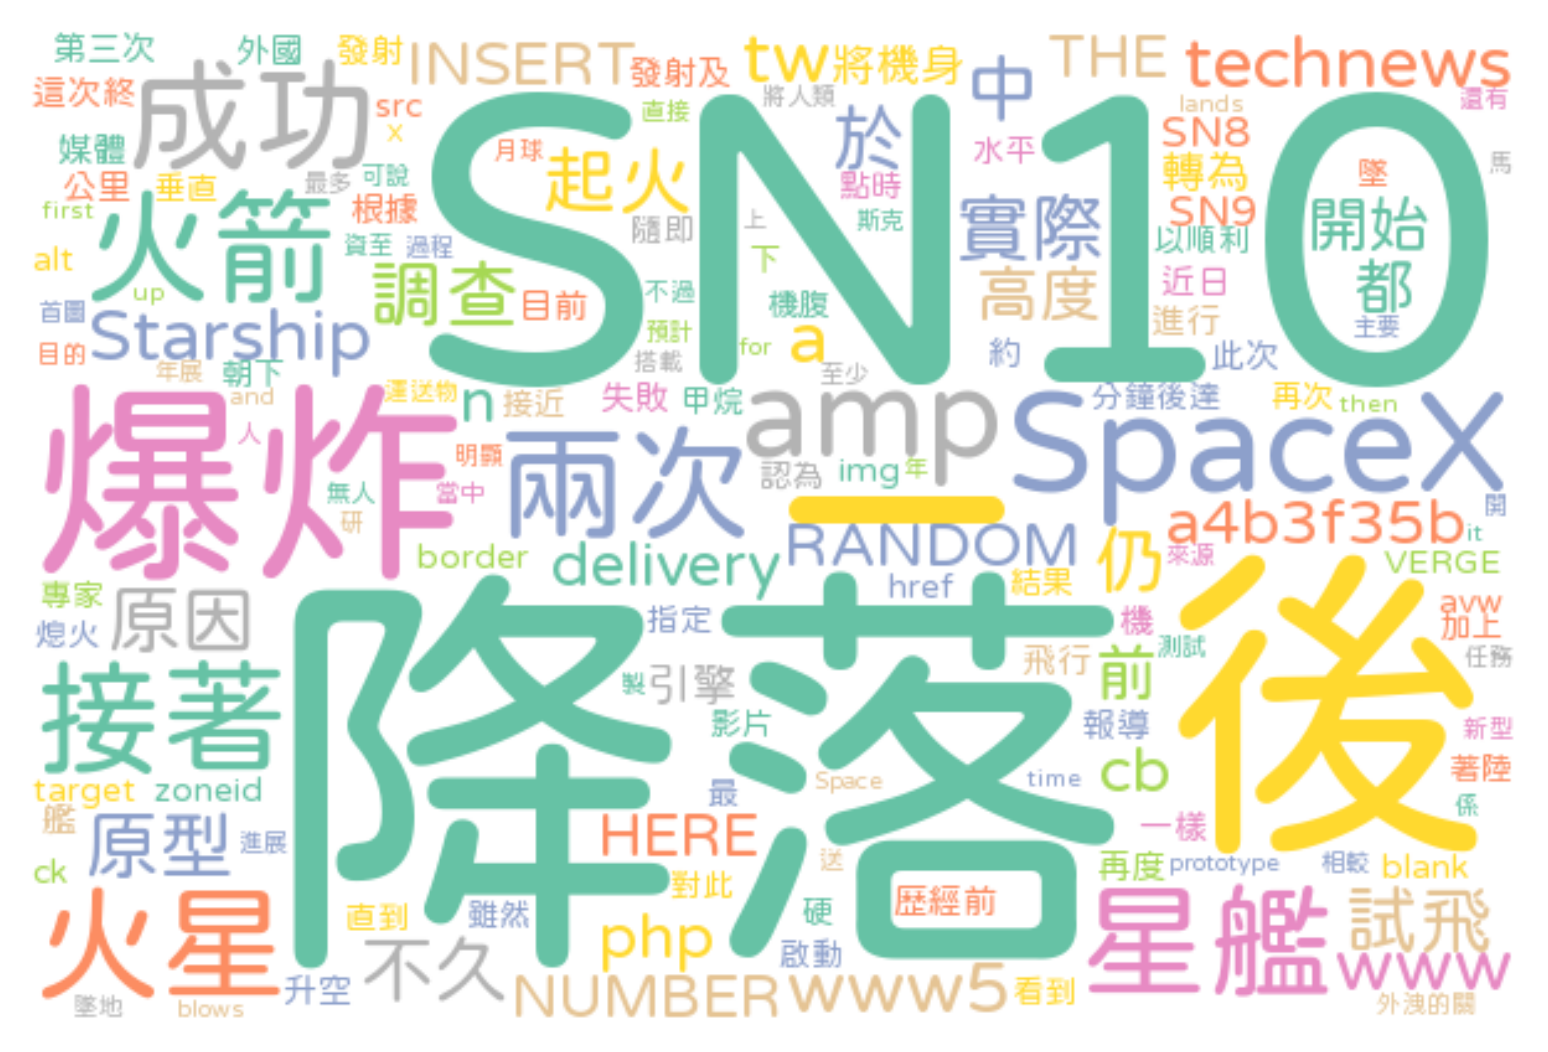 第三次 外國 發射 INSERT 發射及 tw 將機身 中 THE technews
這次終 成功 src 直接 將人類 於 lands 還有
媒體 x SN10 月球 起火 水平 SN8
公里 垂直 最多 可說 根據 點時 轉為 墜 馬
first 火箭 隨即 上 斯克 實際 SN9 開始
alt 資至 過程 下 以順利
up 調查 目前 不過 機腹 高度 近日 都
首圖 Starship 預計 a 進行 主要
目的 搭載 for 約 此次
年展 朝下 至少
and 運送物 n 接近 失敗 甲烷 amp SpaceX 分鐘後達 再次 then
爆炸 人 明顯 兩次 認為 img 年
無人 當中 一 開
研 RANDOM a4b3f35b it
border delivery href 結果 仍 來源 VERGE
專家 原因 降落 指定 機 後 avw
熄火 測試 加上
接著 製 引擎 飛行 前 任務
影片 報導 新型
target zoneid 最 Space time cb 著陸
艦 原型 進展 HERE 一樣 係
ck 送 再度 prototype 相較 blank
火星 直到 雖然 對此 硬 歷經前 星艦 試飛
升空 不久 php 啟動 www
墜地 blows NUMBER www5 看到 外洩的關